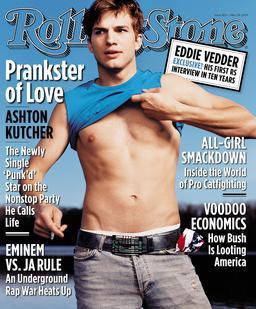 Rolling Stone
EDDIE VEDDER
EXCLUSIVE! HIS FIRST RS
INTERVIEW IN TEN YEARS
Prankster
of Love
ASHTON
KUTCHER
The Newly
Single
'Punk'd'
Star on the
Nonstop Party
He Calls
Life
ALL-GIRL
SMACKDOWN
Inside the World
of Pro Catfighting
VOODOO
ECONOMICS
How Bush
Is Looting
America
EMINEM
VS. JA RULE
An Underground
Rap War Heats Up